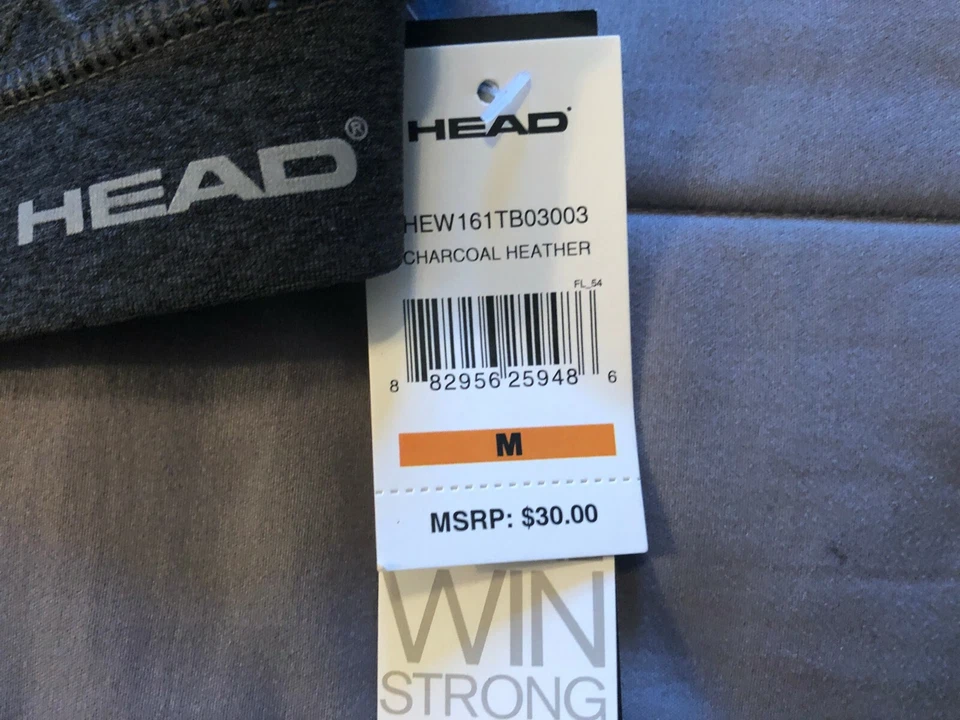 HEAD®
HEAD
HEW161TB03003
CHARCOAL HEATHER
FL_54
8 82956 25948 6
M
MSRP: $30.00
WIN
STRONG